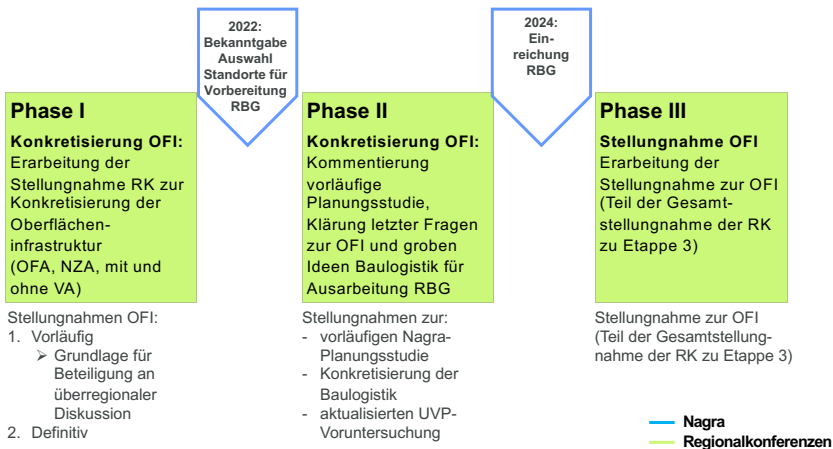 2022:
Bekanntgabe
Auswahl
Standorte für
Vorbereitung
RBG
2024:
Ein-
reichung
RBG
Phase I
Konkretisierung OFI:
Erarbeitung der
Stellungnahme RK zur
Konkretisierung der
Oberflächen-
infrastruktur
(OFA, NZA, mit und
ohne VA)
Phase II
Konkretisierung OFI:
Kommentierung
vorläufige
Planungsstudie,
Klärung letzter Fragen
zur OFI und groben
Ideen Baulogistik für
Ausarbeitung RBG
Phase III
Stellungnahme OFI
Erarbeitung der
Stellungnahme zur OFI
(Teil der Gesamt-
stellungnahme der RK
zu Etappe 3)
Stellungnahmen OFI:
1. Vorläufig
➢ Grundlage für
Beteiligung an
überregionaler
Diskussion
2. Definitiv
Stellungnahmen zur:
- vorläufigen Nagra-
Planungsstudie
- Konkretisierung der
Baulogistik
- aktualisierten UVP-
Voruntersuchung
Stellungnahme zur OFI
(Teil der Gesamtstellung-
nahme der RK zu Etappe 3)
Nagra
Regionalkonferenzen